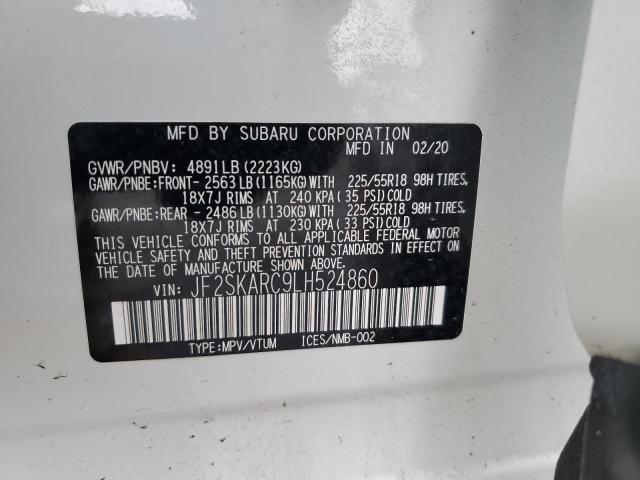 MFD BY SUBARU CORPORATION
MFD IN 02/20
GVWR/PNBV: 4891LB (2223KG)
GAWR/PNBE:FRONT- 2563LB (1165KG)WITH 225/55R18 98H TIRES,
18X7J RIMS AT 240 KPA (35 PSI)COLD
GAWR/PNBE:REAR - 2486LB (1130KG)WITH 225/55R18 98H TIRES,
18X7J RIMS AT 230 KPA (33 PSI)COLD
THIS VEHICLE CONFORMS TO ALL APPLICABLE FEDERAL MOTOR
VEHICLE SAFETY AND THEFT PREVENTION STANDARDS IN EFFECT ON
THE DATE OF MANUFACTURE SHOWN ABOVE.
VIN: JF2SKARC9LH524860
TYPE:MPV/VTUM ICES/NMB-002